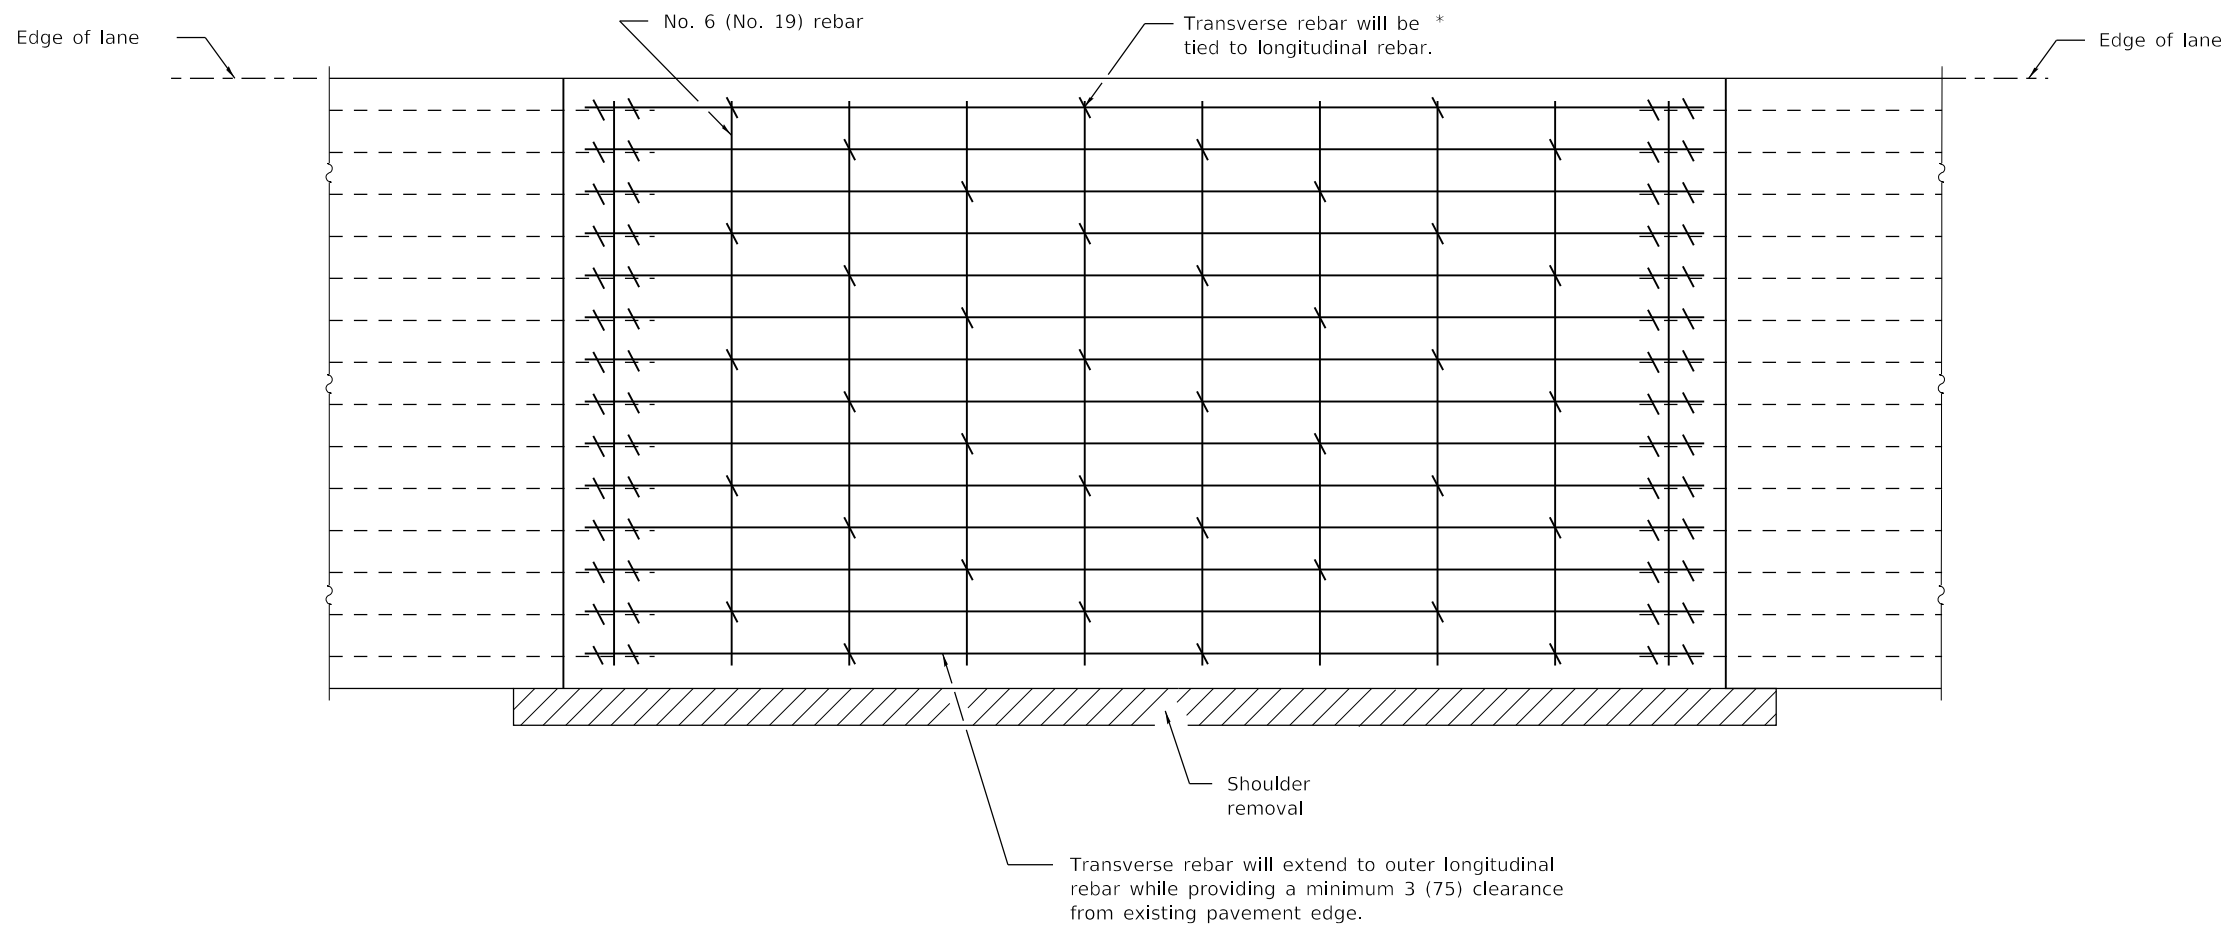 No. 6 (No. 19) rebar
Transverse rebar will be *
tied to longitudinal rebar.
Edge of lane
Edge of lane
Shoulder
removal
Transverse rebar will extend to outer longitudinal
rebar while providing a minimum 3 (75) clearance
from existing pavement edge.